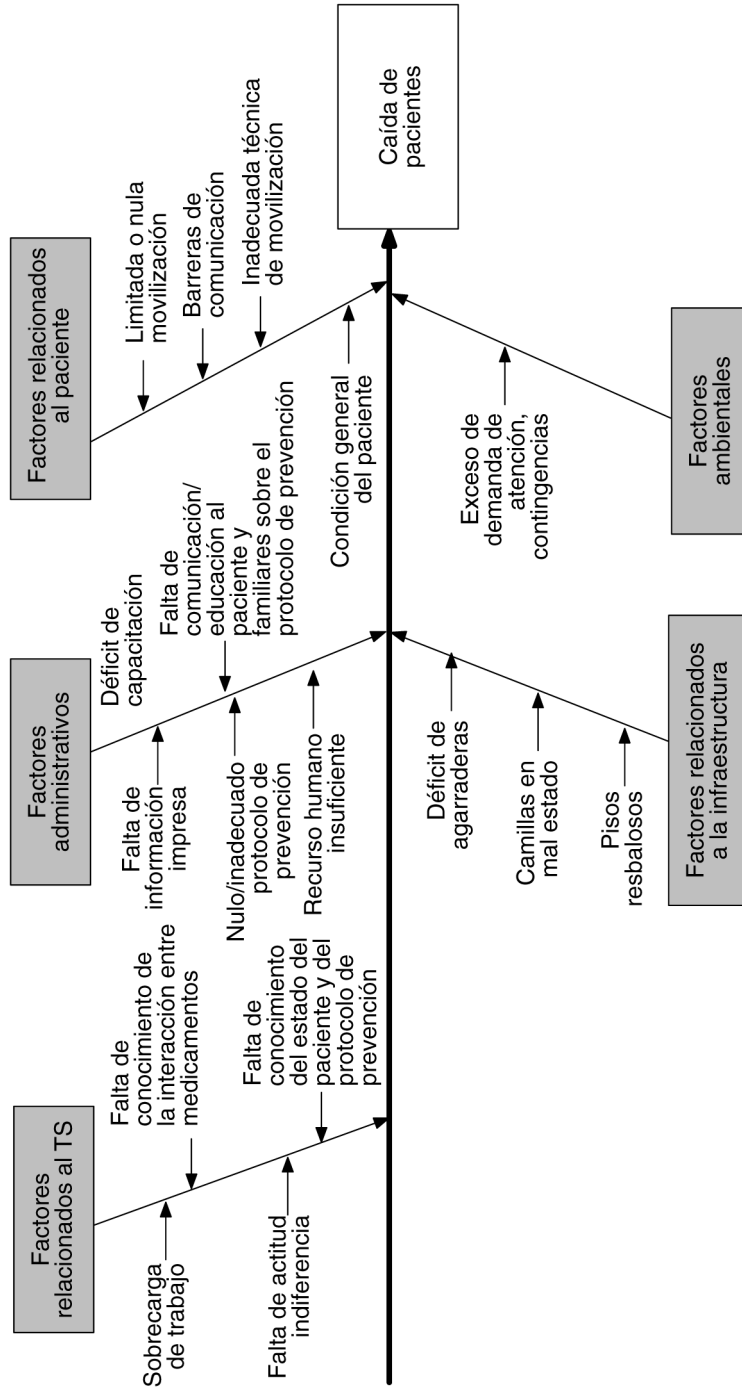 Factores
relacionados al TS
Sobrecarga
de trabajo
Falta de
conocimiento de
la interacción entre
medicamentos
Falta de actitud
indiferencia
Falta de
conocimiento
del estado del
paciente y del
protocolo de
prevención
Factores
administrativos
Déficit de
capacitación
Falta de
información
impresa
Falta de
comunicación/
educación al
paciente y
familiares sobre el
protocolo de prevención
Nulo/inadecuado
protocolo de
prevención
Recurso humano
insuficiente
Factores relacionados
al paciente
Limitada o nula
movilización
Barreras de
comunicación
Inadecuada técnica
de movilización
Condición general
del paciente
Caída de
pacientes
Déficit de
agarraderas
Camillas en
mal estado
Pisos
resbalosos
Factores relacionados
a la infraestructura
Exceso de
demanda de
atención,
contingencias
Factores
ambientales